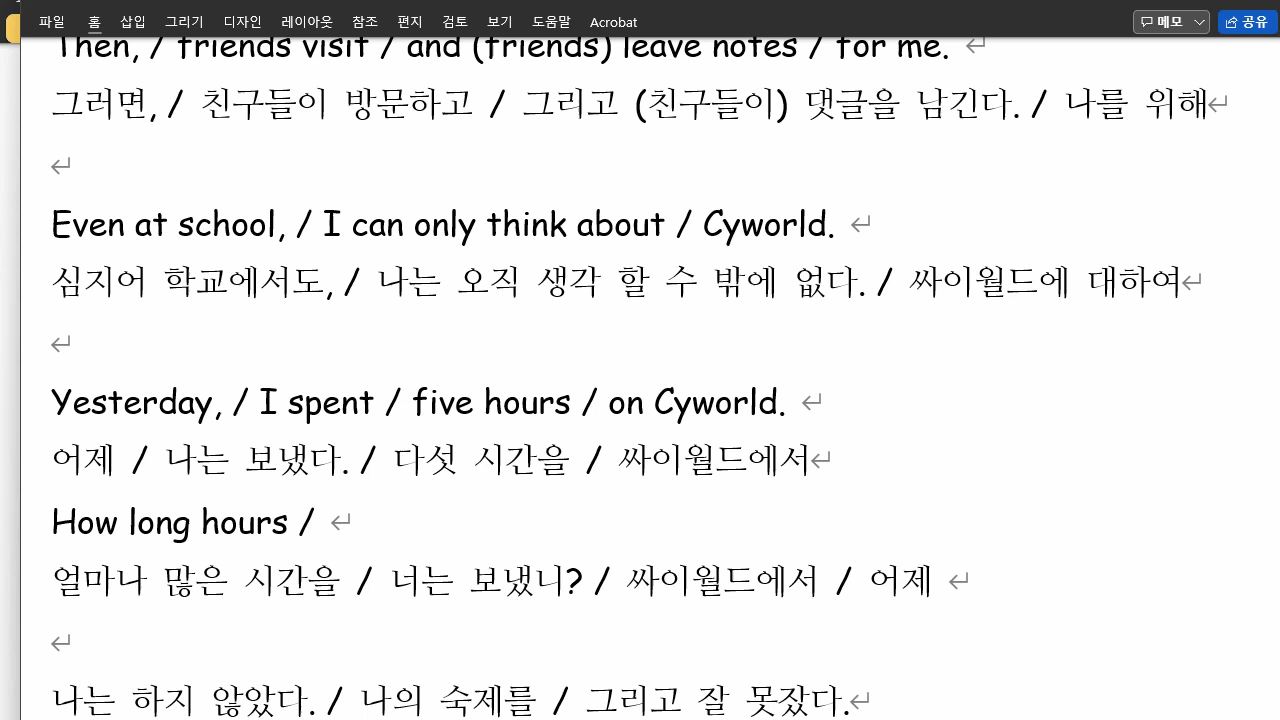 파일 홈 삽입 그리기 디자인 레이아웃 참조 편지 검토 보기 도움말 Acrobat 메모 공유
Then, / friends visit / and (friends) leave notes / for me. ↵
그러면, / 친구들이 방문하고 / 그리고 (친구들이) 댓글을 남긴다. / 나를 위해↵
↵
Even at school, / I can only think about / Cyworld. ↵
심지어 학교에서도, / 나는 오직 생각 할 수 밖에 없다. / 싸이월드에 대하여↵
↵
Yesterday, / I spent / five hours / on Cyworld. ↵
어제 / 나는 보냈다. / 다섯 시간을 / 싸이월드에서↵
How long hours / ↵
얼마나 많은 시간을 / 너는 보냈니? / 싸이월드에서 / 어제 ↵
↵
나는 하지 않았다. / 나의 숙제를 / 그리고 잘 못잤다.↵